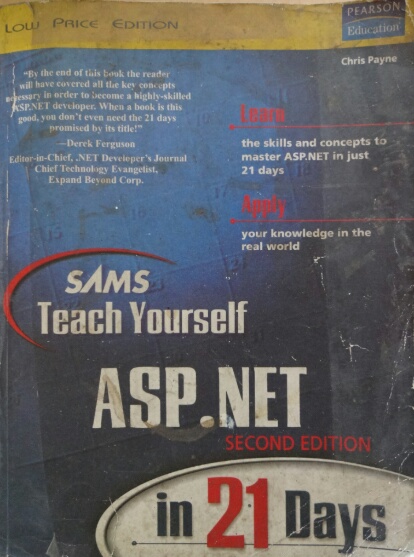 LOW PRICE EDITION
PEARSON
Education
Chris Payne
"By the end of this book the reader
will have covered all the key concepts
necessary in order to become a highly-skilled
ASP.NET developer. When a book is this
good, you don't even need the 21 days
promised by its title!"
—Derek Ferguson
Editor-in-Chief, .NET Developer's Journal
Chief Technology Evangelist,
Expand Beyond Corp.
Learn
the skills and concepts to
master ASP.NET in just
21 days
Apply
your knowledge in the
real world
SAMS
Teach Yourself
ASP.NET
SECOND EDITION
in 21 Days